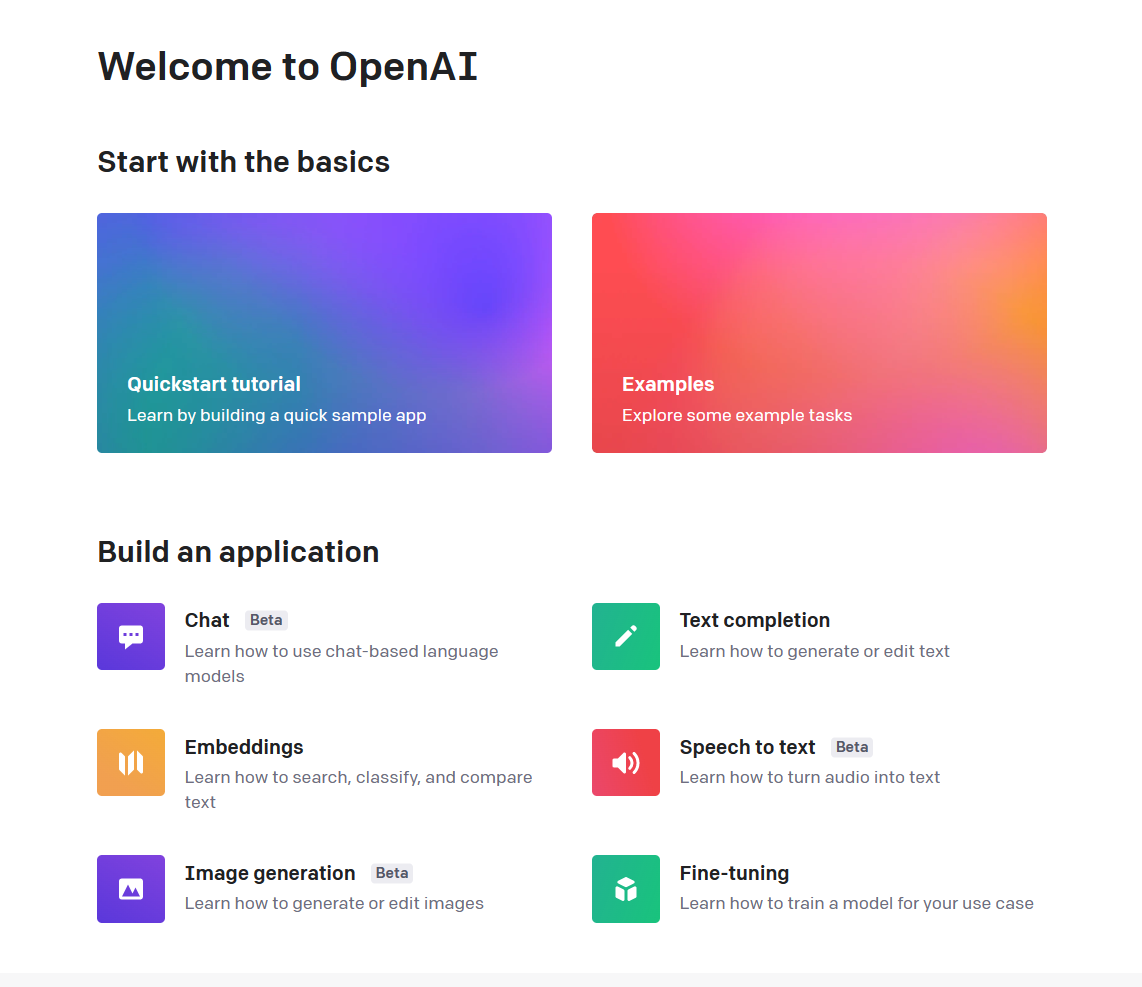 Welcome to OpenAI
Start with the basics
Quickstart tutorial
Learn by building a quick sample app
Examples
Explore some example tasks
Build an application
Chat Beta
Learn how to use chat-based language
models
Text completion
Learn how to generate or edit text
Embeddings
Learn how to search, classify, and compare
text
Speech to text Beta
Learn how to turn audio into text
Image generation Beta
Learn how to generate or edit images
Fine-tuning
Learn how to train a model for your use case